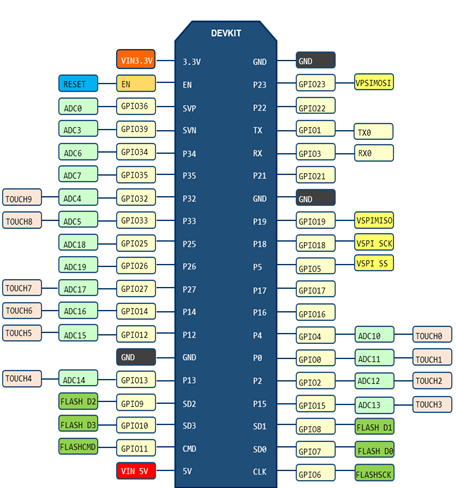 DEVKIT
VIN3.3V 3.3V GND GND
RESET EN EN P23 GPIO23 VPSIMOSI
ADC0 GPIO36 SVP P22 GPIO22
ADC3 GPIO39 SVN TX GPIO1 TX0
ADC6 GPIO34 P34 RX GPIO3 RX0
ADC7 GPIO35 P35 P21 GPIO21
TOUCH9 ADC4 GPIO32 P32 GND GND
TOUCH8 ADC5 GPIO33 P33 P19 GPIO19 VSPIMISO
ADC18 GPIO25 P25 P18 GPIO18 VSPI SCK
ADC19 GPIO26 P26 P5 GPIO5 VSPI SS
TOUCH7 ADC17 GPIO27 P27 P17 GPIO17
TOUCH6 ADC16 GPIO14 P14 P16 GPIO16
TOUCH5 ADC15 GPIO12 P12 P4 GPIO4 ADC10 TOUCH0
GND GND P0 GPIO0 ADC11 TOUCH1
TOUCH4 ADC14 GPIO13 P13 P2 GPIO2 ADC12 TOUCH2
FLASH D2 GPIO9 SD2 P15 GPIO15 ADC13 TOUCH3
FLASH D3 GPIO10 SD3 SD1 GPIO8 FLASH D1
FLASHCMD GPIO11 CMD SD0 GPIO7 FLASH D0
VIN 5V 5V CLK GPIO6 FLASHSCK